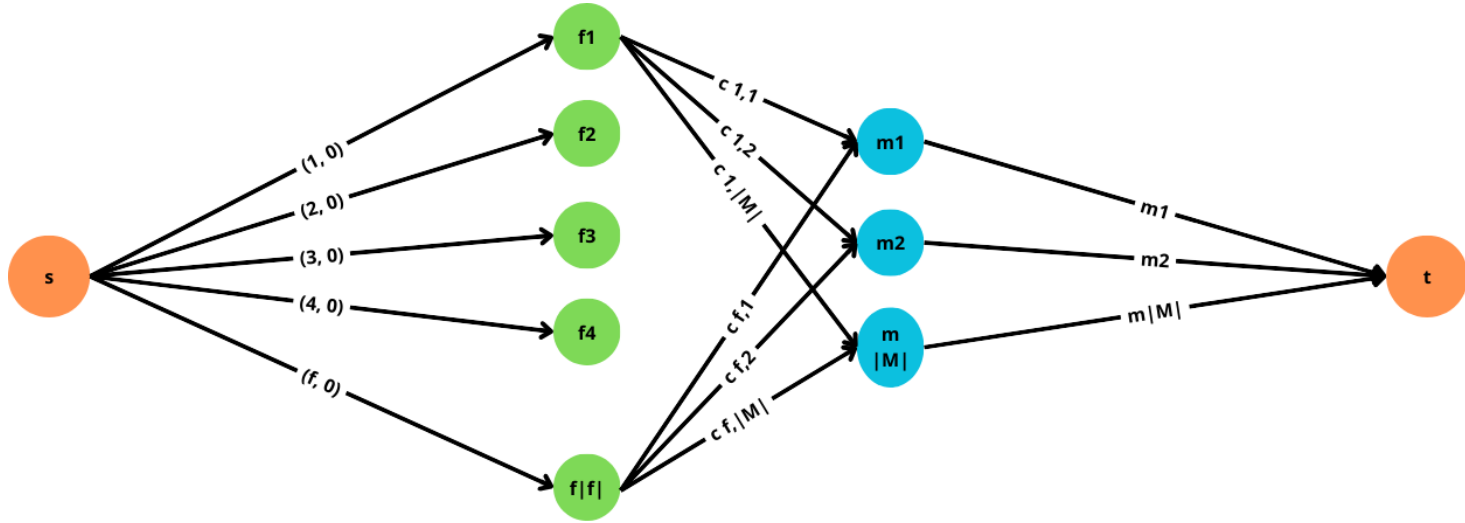 s
(1, 0)
(2, 0)
(3, 0)
(4, 0)
(f, 0)
f1
f2
f3
f4
f|f|
c 1,1
c 1,2
c 1,|M|
c f,1
c f,2
c f,|M|
m1
m2
m
|M|
m1
m2
m|M|
t